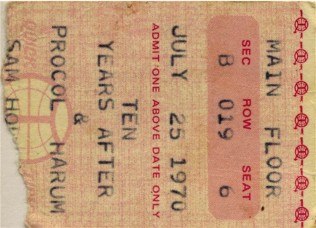 MAIN FLOOR
SEC ROW SEAT
B 019 6
JULY 25 1970
ADMIT ONE ABOVE DATE ONLY
TEN
YEARS AFTER
&
PROCOL HARUM
SAM HO